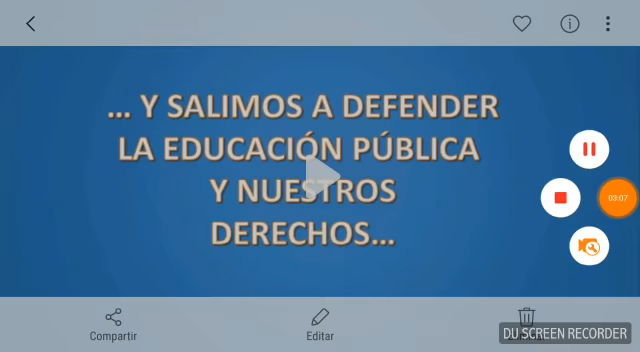 ... Y SALIMOS A DEFENDER
LA EDUCACIÓN PÚBLICA
Y NUESTROS
DERECHOS...
03:07
Compartir
Editar
DU SCREEN RECORDER